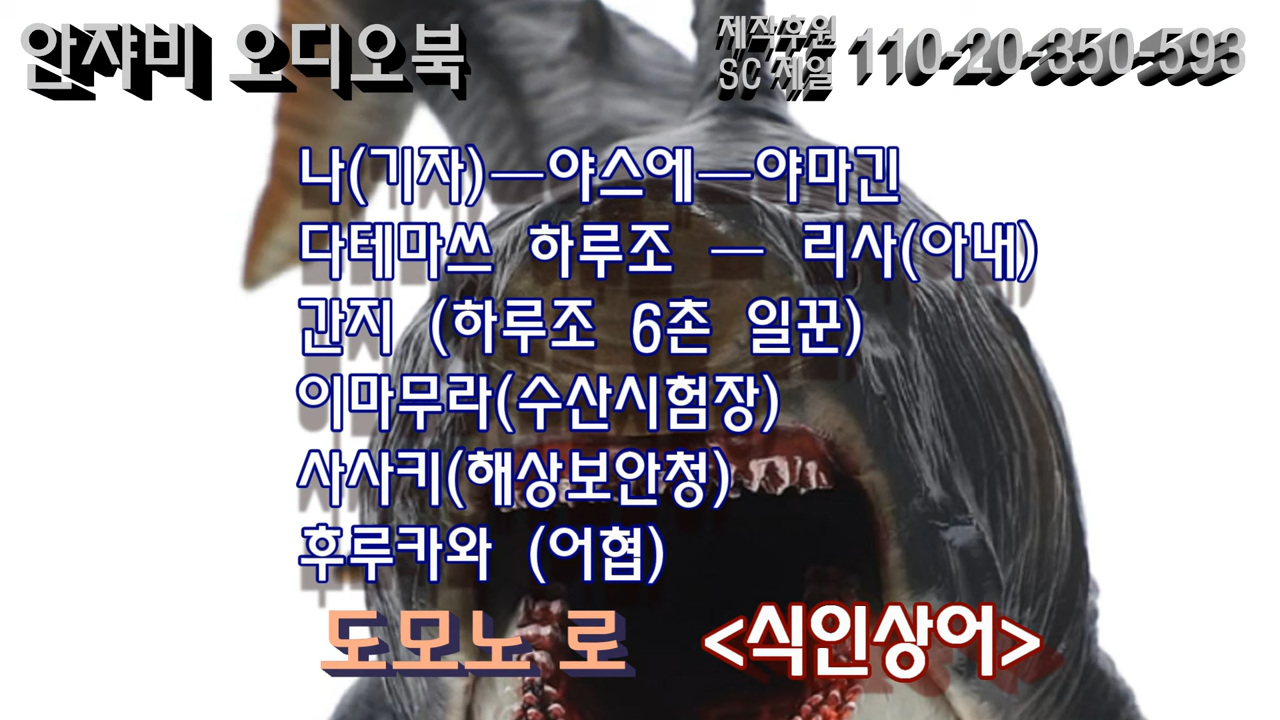 안쟈비 오디오북
제작후원
SC 제일
110-20-350-593
나(기자)—야스에—야마긴
다테마쓰 하루조 — 리사(아내)
간지 (하루조 6촌 일꾼)
이마무라(수산시험장)
사사키(해상보안청)
후루카와 (어협)
도모노 로
<식인상어>